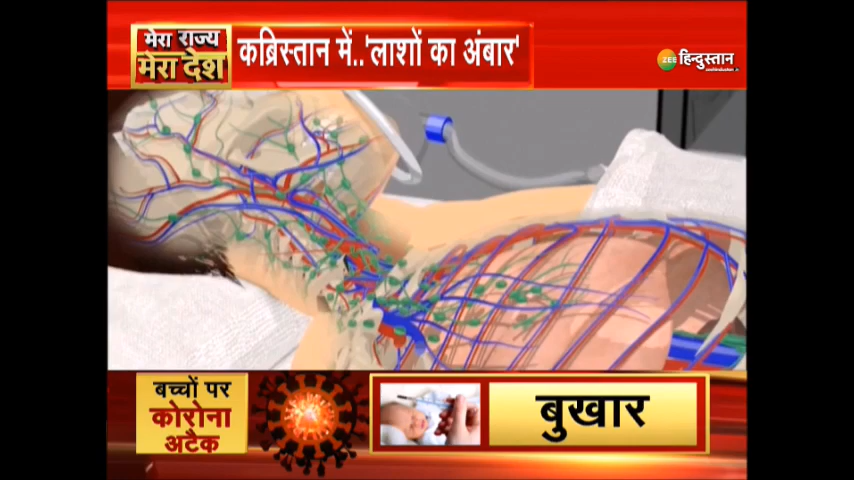 मेरा राज्य
मेरा देश
कब्रिस्तान में..'लाशों का अंबार'
ZEE हिन्दुस्तान
बच्चों पर
कोरोना
अटैक
बुखार